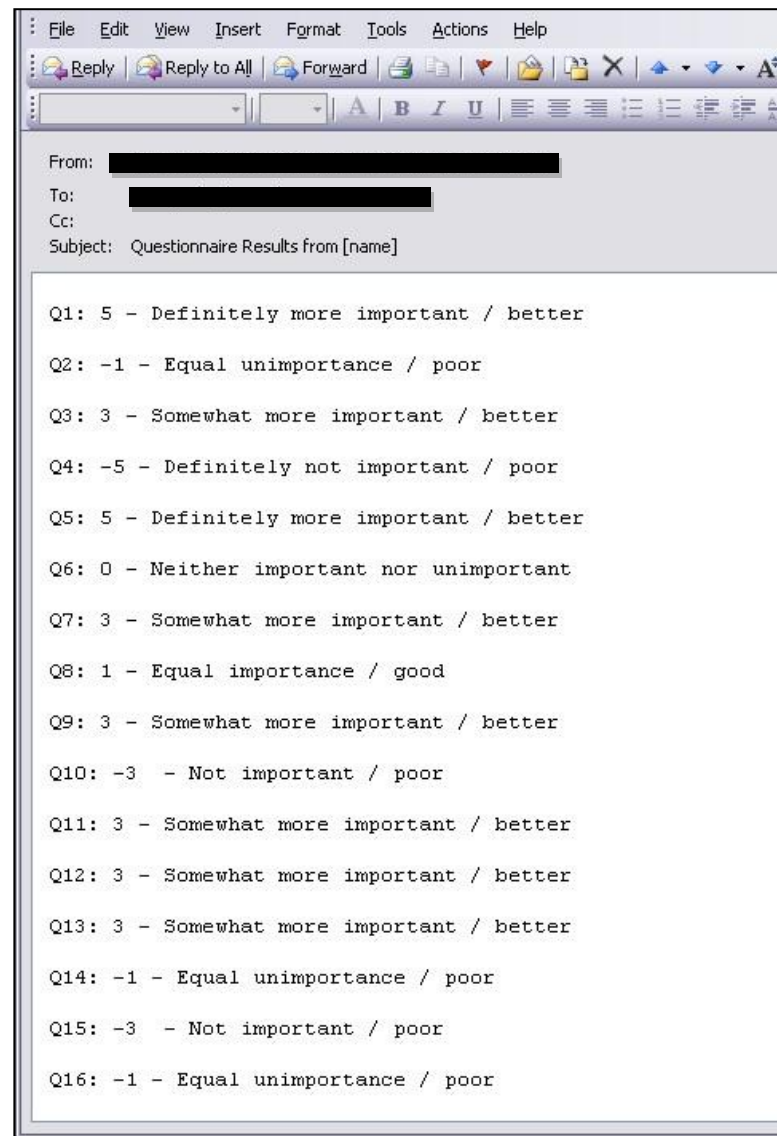 File Edit View Insert Format Tools Actions Help
Reply Reply to All Forward
A B I U
From:
To:
Cc:
Subject: Questionnaire Results from [name]
Q1: 5 - Definitely more important / better
Q2: -1 - Equal unimportance / poor
Q3: 3 - Somewhat more important / better
Q4: -5 - Definitely not important / poor
Q5: 5 - Definitely more important / better
Q6: 0 - Neither important nor unimportant
Q7: 3 - Somewhat more important / better
Q8: 1 - Equal importance / good
Q9: 3 - Somewhat more important / better
Q10: -3  - Not important / poor
Q11: 3 - Somewhat more important / better
Q12: 3 - Somewhat more important / better
Q13: 3 - Somewhat more important / better
Q14: -1 - Equal unimportance / poor
Q15: -3  - Not important / poor
Q16: -1 - Equal unimportance / poor